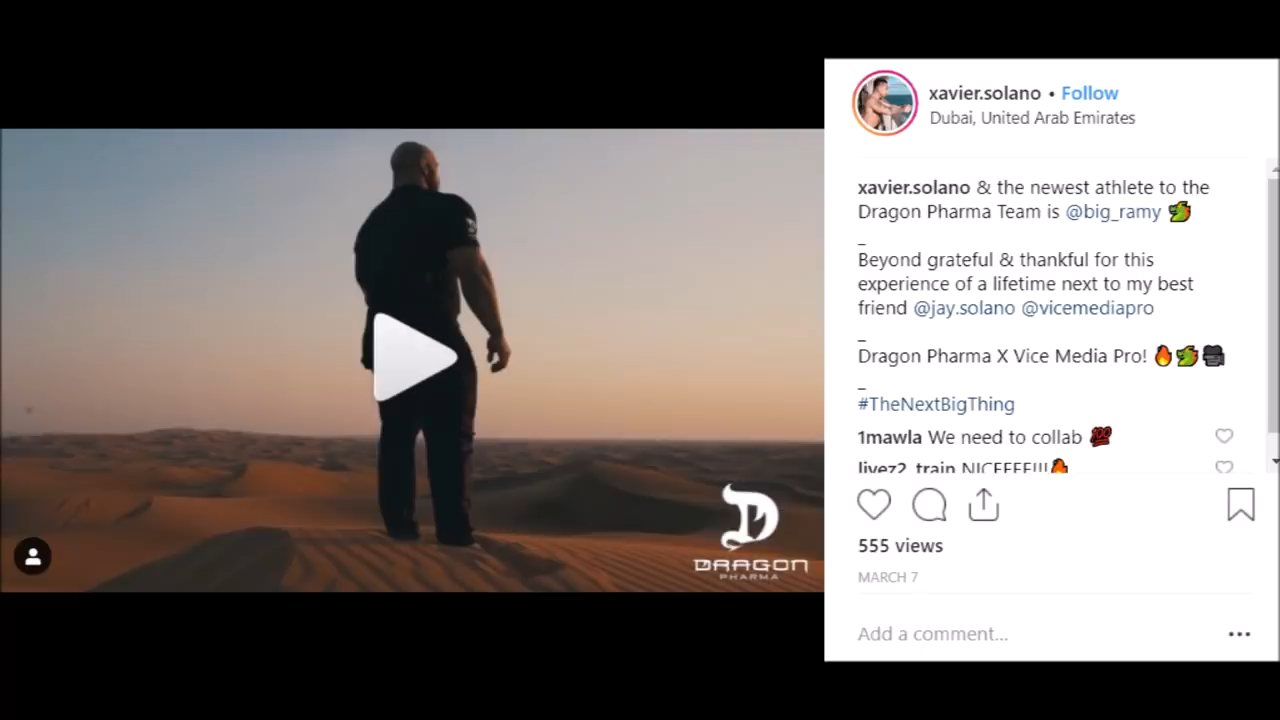 xavier.solano • Follow
Dubai, United Arab Emirates
xavier.solano & the newest athlete to the
Dragon Pharma Team is @big_ramy 🐲
_
Beyond grateful & thankful for this
experience of a lifetime next to my best
friend @jay.solano @vicemediapro
_
Dragon Pharma X Vice Media Pro! 🔥🐲🎥
_
#TheNextBigThing
1mawla We need to collab 💯
livez2_train NICEEEE!!!🔥
555 views
MARCH 7
Add a comment...
DRAGON
PHARMA